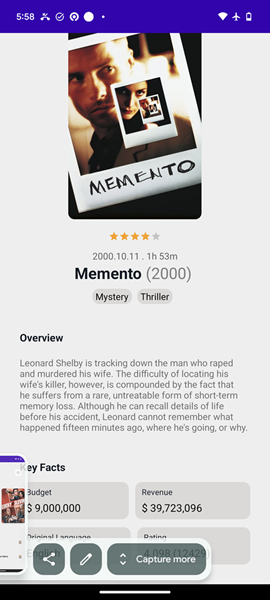 5:58
MEMENTO
2000.10.11 . 1h 53m
Memento (2000)
Mystery Thriller
Overview
Leonard Shelby is tracking down the man who raped
and murdered his wife. The difficulty of locating his
wife's killer, however, is compounded by the fact that
he suffers from a rare, untreatable form of short-term
memory loss. Although he can recall details of life
before his accident, Leonard cannot remember what
happened fifteen minutes ago, where he's going, or why.
Key Facts
Budget Revenue
$ 9,000,000 $ 39,723,096
Original Language Rating
English 4.098 (12429
Capture more